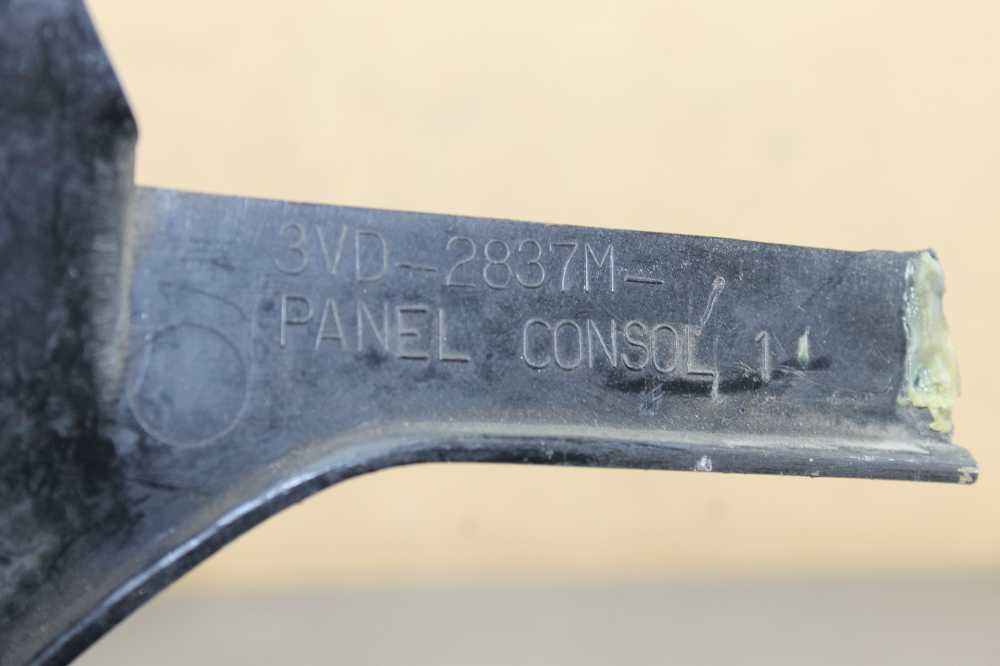 3VD-2837M-
PANEL CONSOL 1